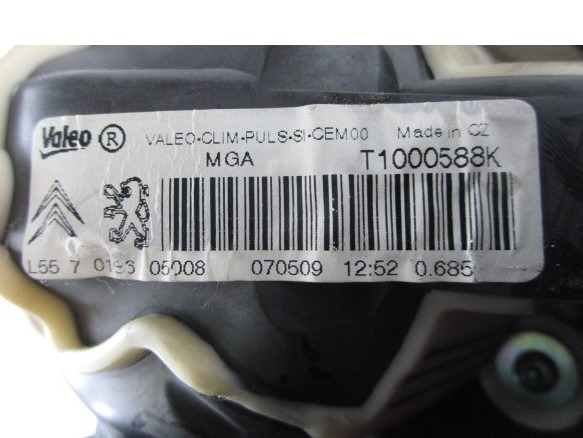 Valeo ® VALEO-CLIM-PULS-SI-CEM00 Made in CZ
MGA T1000588K
L55 7 0186 05008 070509 12:52 0.685